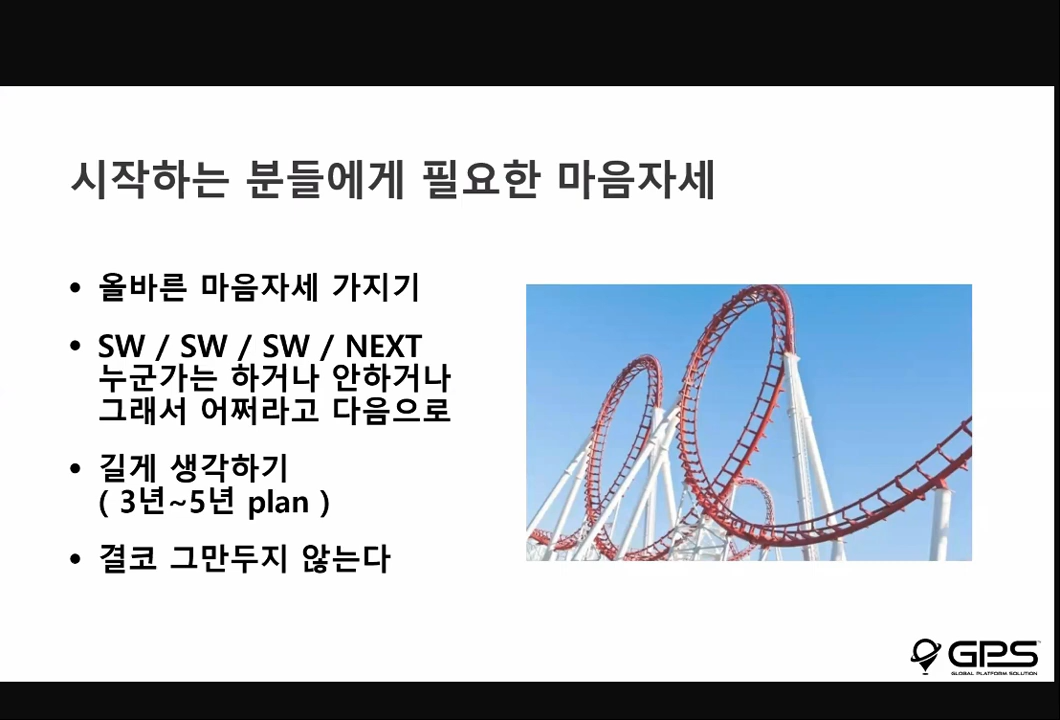 시작하는 분들에게 필요한 마음자세
• 올바른 마음자세 가지기
• SW / SW / SW / NEXT
누군가는 하거나 안하거나
그래서 어쩌라고 다음으로
• 길게 생각하기
( 3년~5년 plan )
• 결코 그만두지 않는다
GPS
GLOBAL PLATFORM SOLUTION